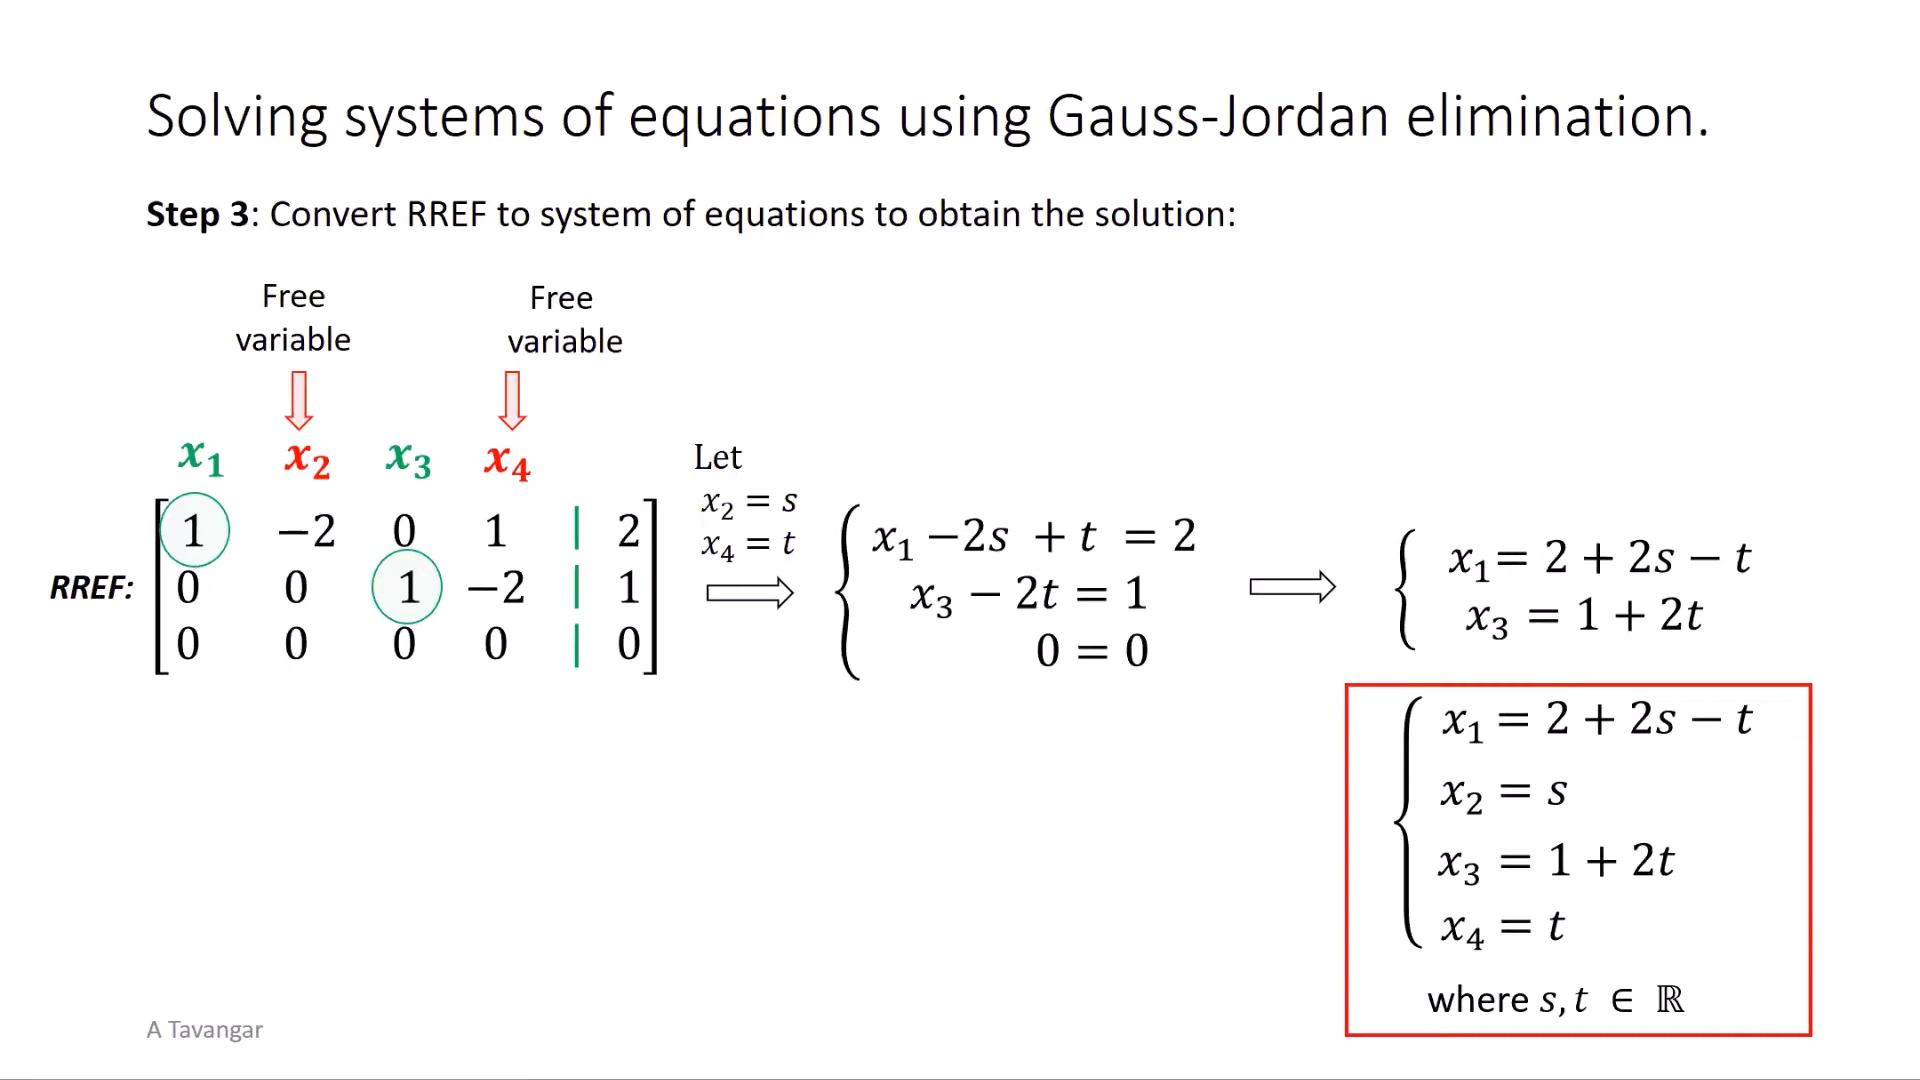 Solving systems of equations using Gauss-Jordan elimination.
Step 3: Convert RREF to system of equations to obtain the solution:
Free
variable
Free
variable
x₁ x₂ x₃ x₄
RREF:
1 −2 0 1 | 2
0 0 1 −2 | 1
0 0 0 0 | 0
Let
x₂ = s
x₄ = t
x₁ −2s + t = 2
x₃ − 2t = 1
0 = 0
x₁= 2 + 2s − t
x₃ = 1 + 2t
x₁ = 2 + 2s − t
x₂ = s
x₃ = 1 + 2t
x₄ = t
where s, t ∈ ℝ
A Tavangar